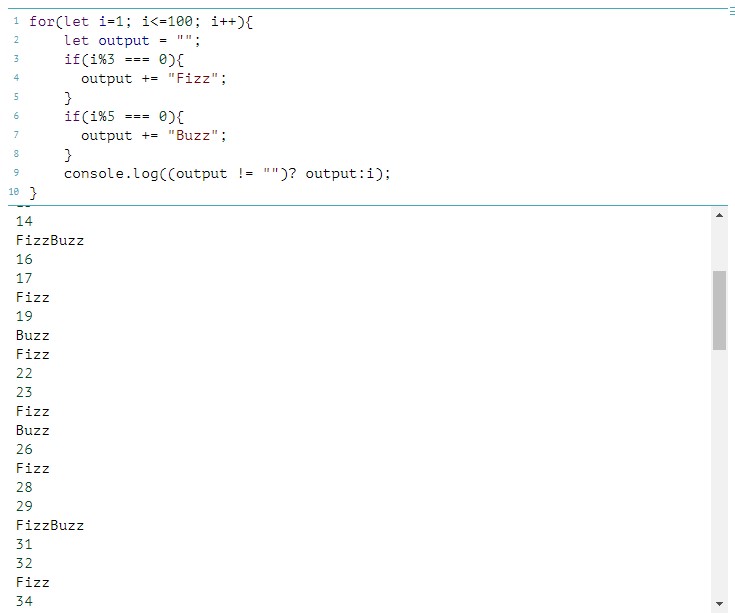 1 for(let i=1; i<=100; i++){
2 let output = "";
3 if(i%3 === 0){
4 output += "Fizz";
5 }
6 if(i%5 === 0){
7 output += "Buzz";
8 }
9 console.log((output != "")? output:i);
10 }
14
FizzBuzz
16
17
Fizz
19
Buzz
Fizz
22
23
Fizz
Buzz
26
Fizz
28
29
FizzBuzz
31
32
Fizz
34